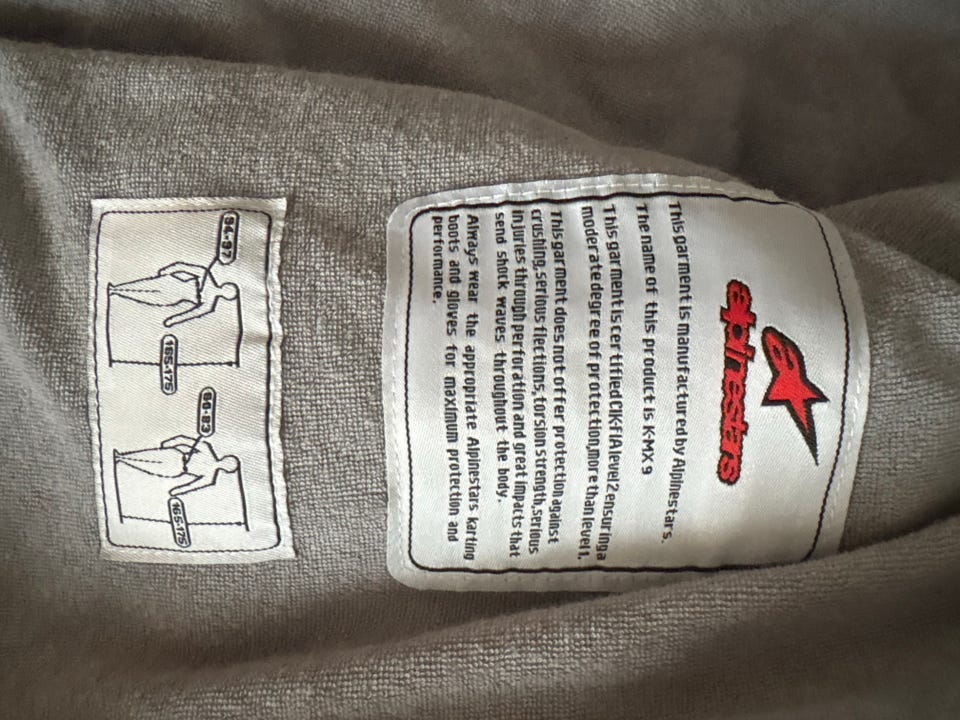 alpinestars
This garment is manufactured by Alpinestars.
The name of this product is K-MX 9
This garment is certified CIK-FIA level 2 ensuring a
moderate degree of protection, more than level 1.
This garment does not offer protection against
crushing, serious flections, torsion strength, serious
injuries through perforation and great impacts that
send shock waves throughout the body.
Always wear the appropriate Alpinestars karting
boots and gloves for maximum protection and
performance.
94-97
165-175
165-175